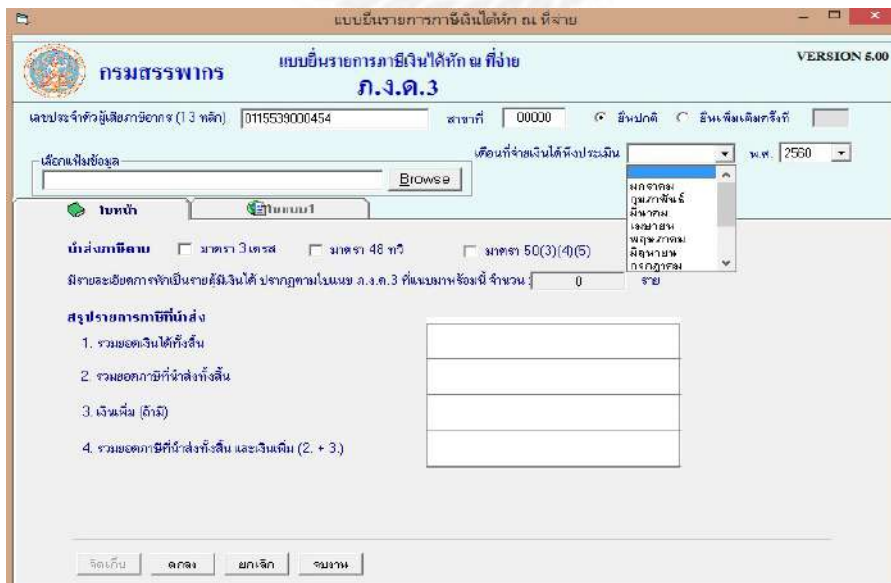 แบบยื่นรายการภาษีเงินได้หัก ณ ที่จ่าย
กรมสรรพากร
แบบยื่นรายการภาษีเงินได้หัก ณ ที่จ่าย
ภ.ง.ด.3
VERSION 5.00
เลขประจำตัวผู้เสียภาษีอากร (13 หลัก) 0115539000454 สาขาที่ 00000 ยื่นปกติ ยื่นเพิ่มเติมครั้งที่
เดือนที่จ่ายเงินได้พึงประเมิน พ.ศ. 2560
เลือกแฟ้มข้อมูล
Browse
มกราคม
กุมภาพันธ์
มีนาคม
เมษายน
พฤษภาคม
มิถุนายน
กรกฎาคม
ใบหน้า ใบแนบ1
นำส่งภาษีตาม มาตรา 3 เตรส มาตรา 48 ทวิ มาตรา 50(3)(4)(5)
มีรายละเอียดการหักเป็นรายผู้มีเงินได้ ปรากฏตามใบแนบ ภ.ง.ด.3 ที่แนบมาพร้อมนี้ จำนวน : 0 ราย
สรุปรายการภาษีที่นำส่ง
1. รวมยอดเงินได้ทั้งสิ้น
2. รวมยอดภาษีที่นำส่งทั้งสิ้น
3. เงินเพิ่ม (ถ้ามี)
4. รวมยอดภาษีที่นำส่งทั้งสิ้น และเงินเพิ่ม (2. + 3.)
จัดเก็บ ตกลง ยกเลิก จบงาน